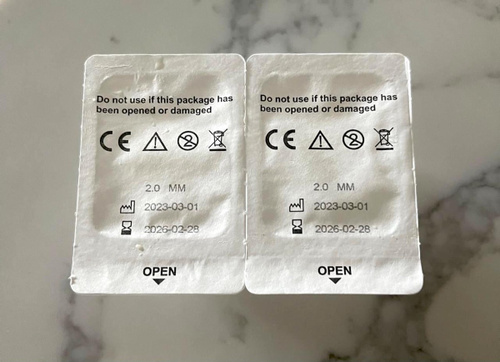 Do not use if this package has
been opened or damaged
CE
2.0 MM
2023-03-01
2026-02-28
OPEN
Do not use if this package has
been opened or damaged
CE
2.0 MM
2023-03-01
2026-02-28
OPEN